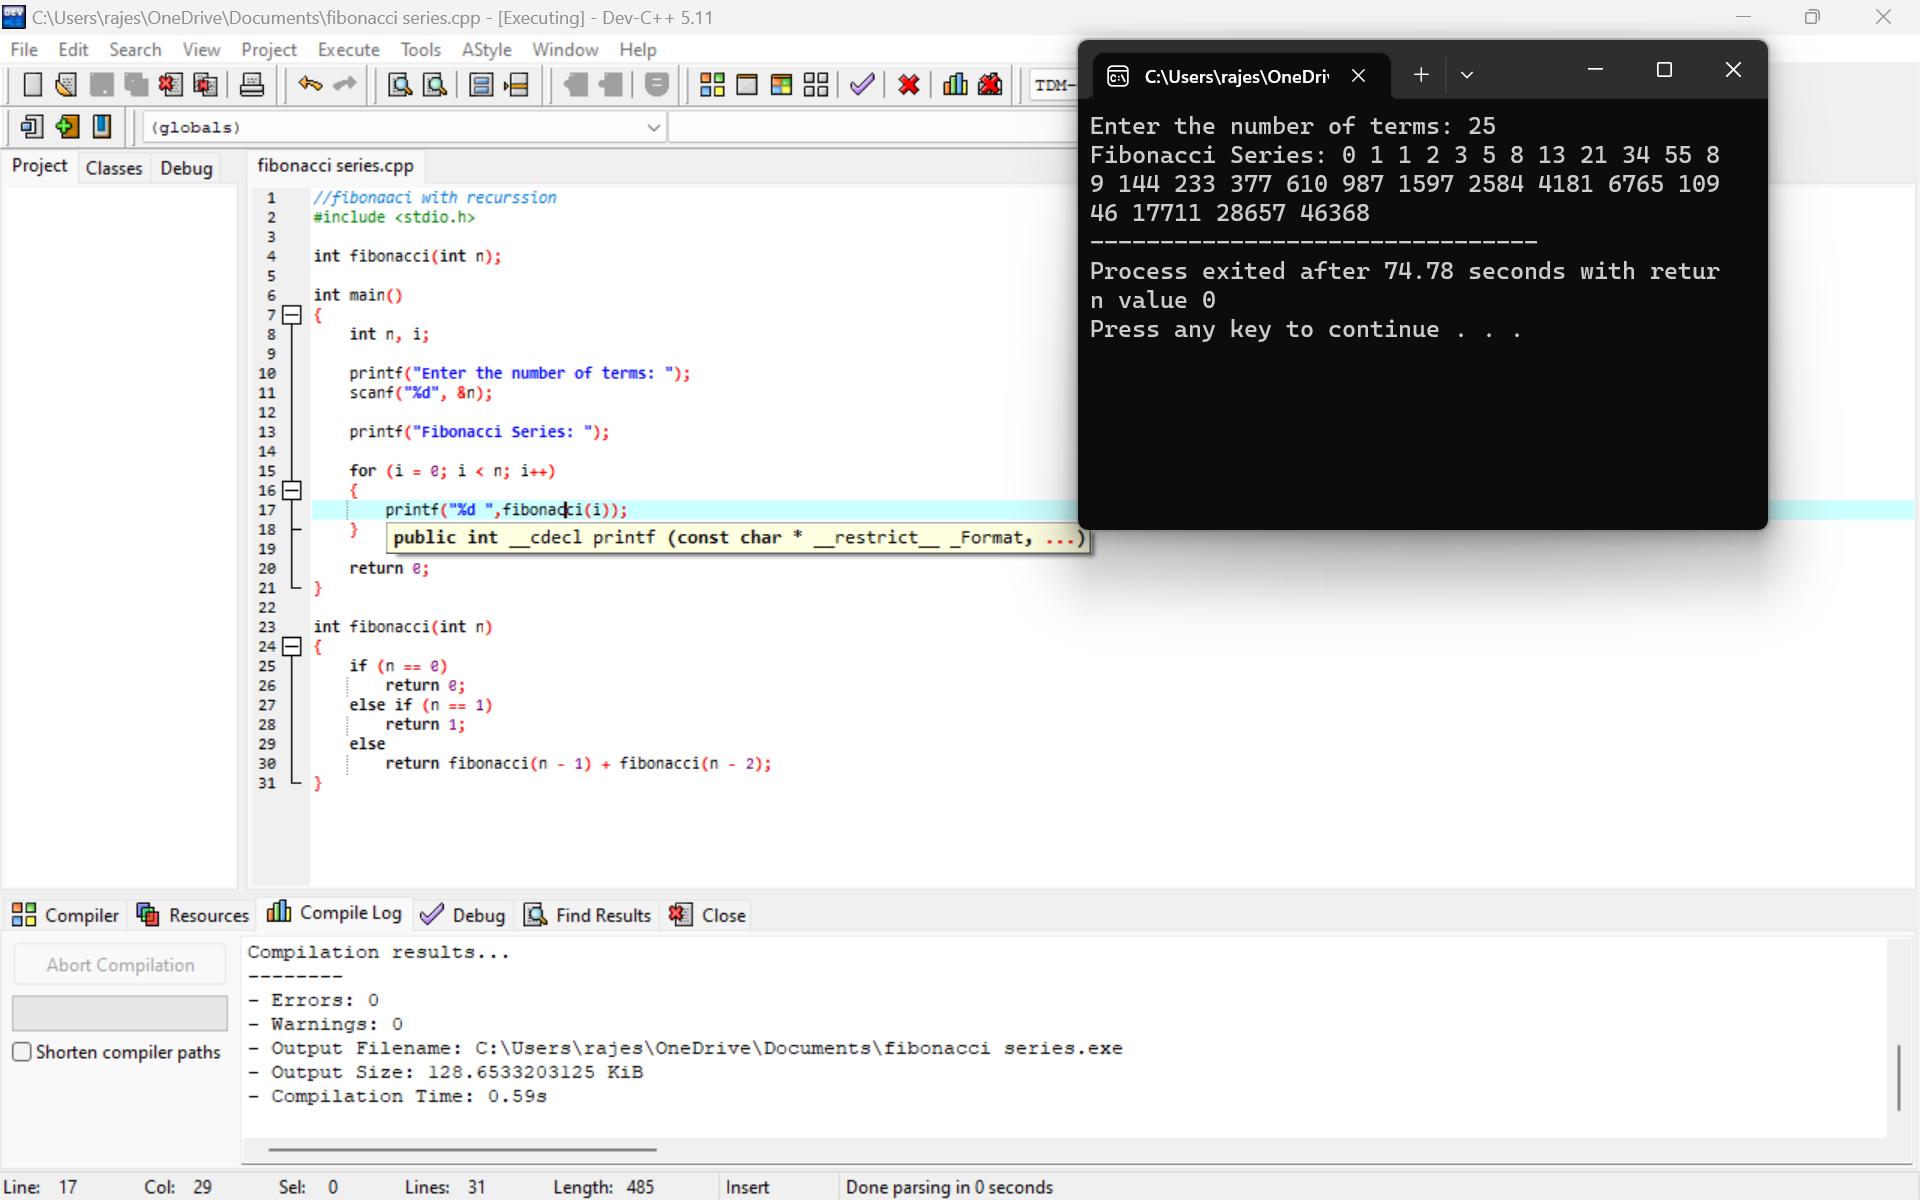 C:\Users\rajes\OneDrive\Documents\fibonacci series.cpp - [Executing] - Dev-C++ 5.11
File Edit Search View Project Execute Tools AStyle Window Help
TDM-
(globals)
Project Classes Debug
fibonacci series.cpp
1 //fibonaaci with recurssion
2 #include <stdio.h>
3
4 int fibonacci(int n);
5
6 int main()
7 {
8 int n, i;
9
10 printf("Enter the number of terms: ");
11 scanf("%d", &n);
12
13 printf("Fibonacci Series: ");
14
15 for (i = 0; i < n; i++)
16 {
17 printf("%d ",fibonacci(i));
18 }
public int __cdecl printf (const char * __restrict__ _Format, ...)
19
20 return 0;
21 }
22
23 int fibonacci(int n)
24 {
25 if (n == 0)
26 return 0;
27 else if (n == 1)
28 return 1;
29 else
30 return fibonacci(n - 1) + fibonacci(n - 2);
31 }
C:\Users\rajes\OneDri
Enter the number of terms: 25
Fibonacci Series: 0 1 1 2 3 5 8 13 21 34 55 8
9 144 233 377 610 987 1597 2584 4181 6765 109
46 17711 28657 46368
--------------------------------
Process exited after 74.78 seconds with retur
n value 0
Press any key to continue . . .
Compiler Resources Compile Log Debug Find Results Close
Abort Compilation
Shorten compiler paths
Compilation results...
--------
- Errors: 0
- Warnings: 0
- Output Filename: C:\Users\rajes\OneDrive\Documents\fibonacci series.exe
- Output Size: 128.6533203125 KiB
- Compilation Time: 0.59s
Line: 17 Col: 29 Sel: 0 Lines: 31 Length: 485 Insert Done parsing in 0 seconds